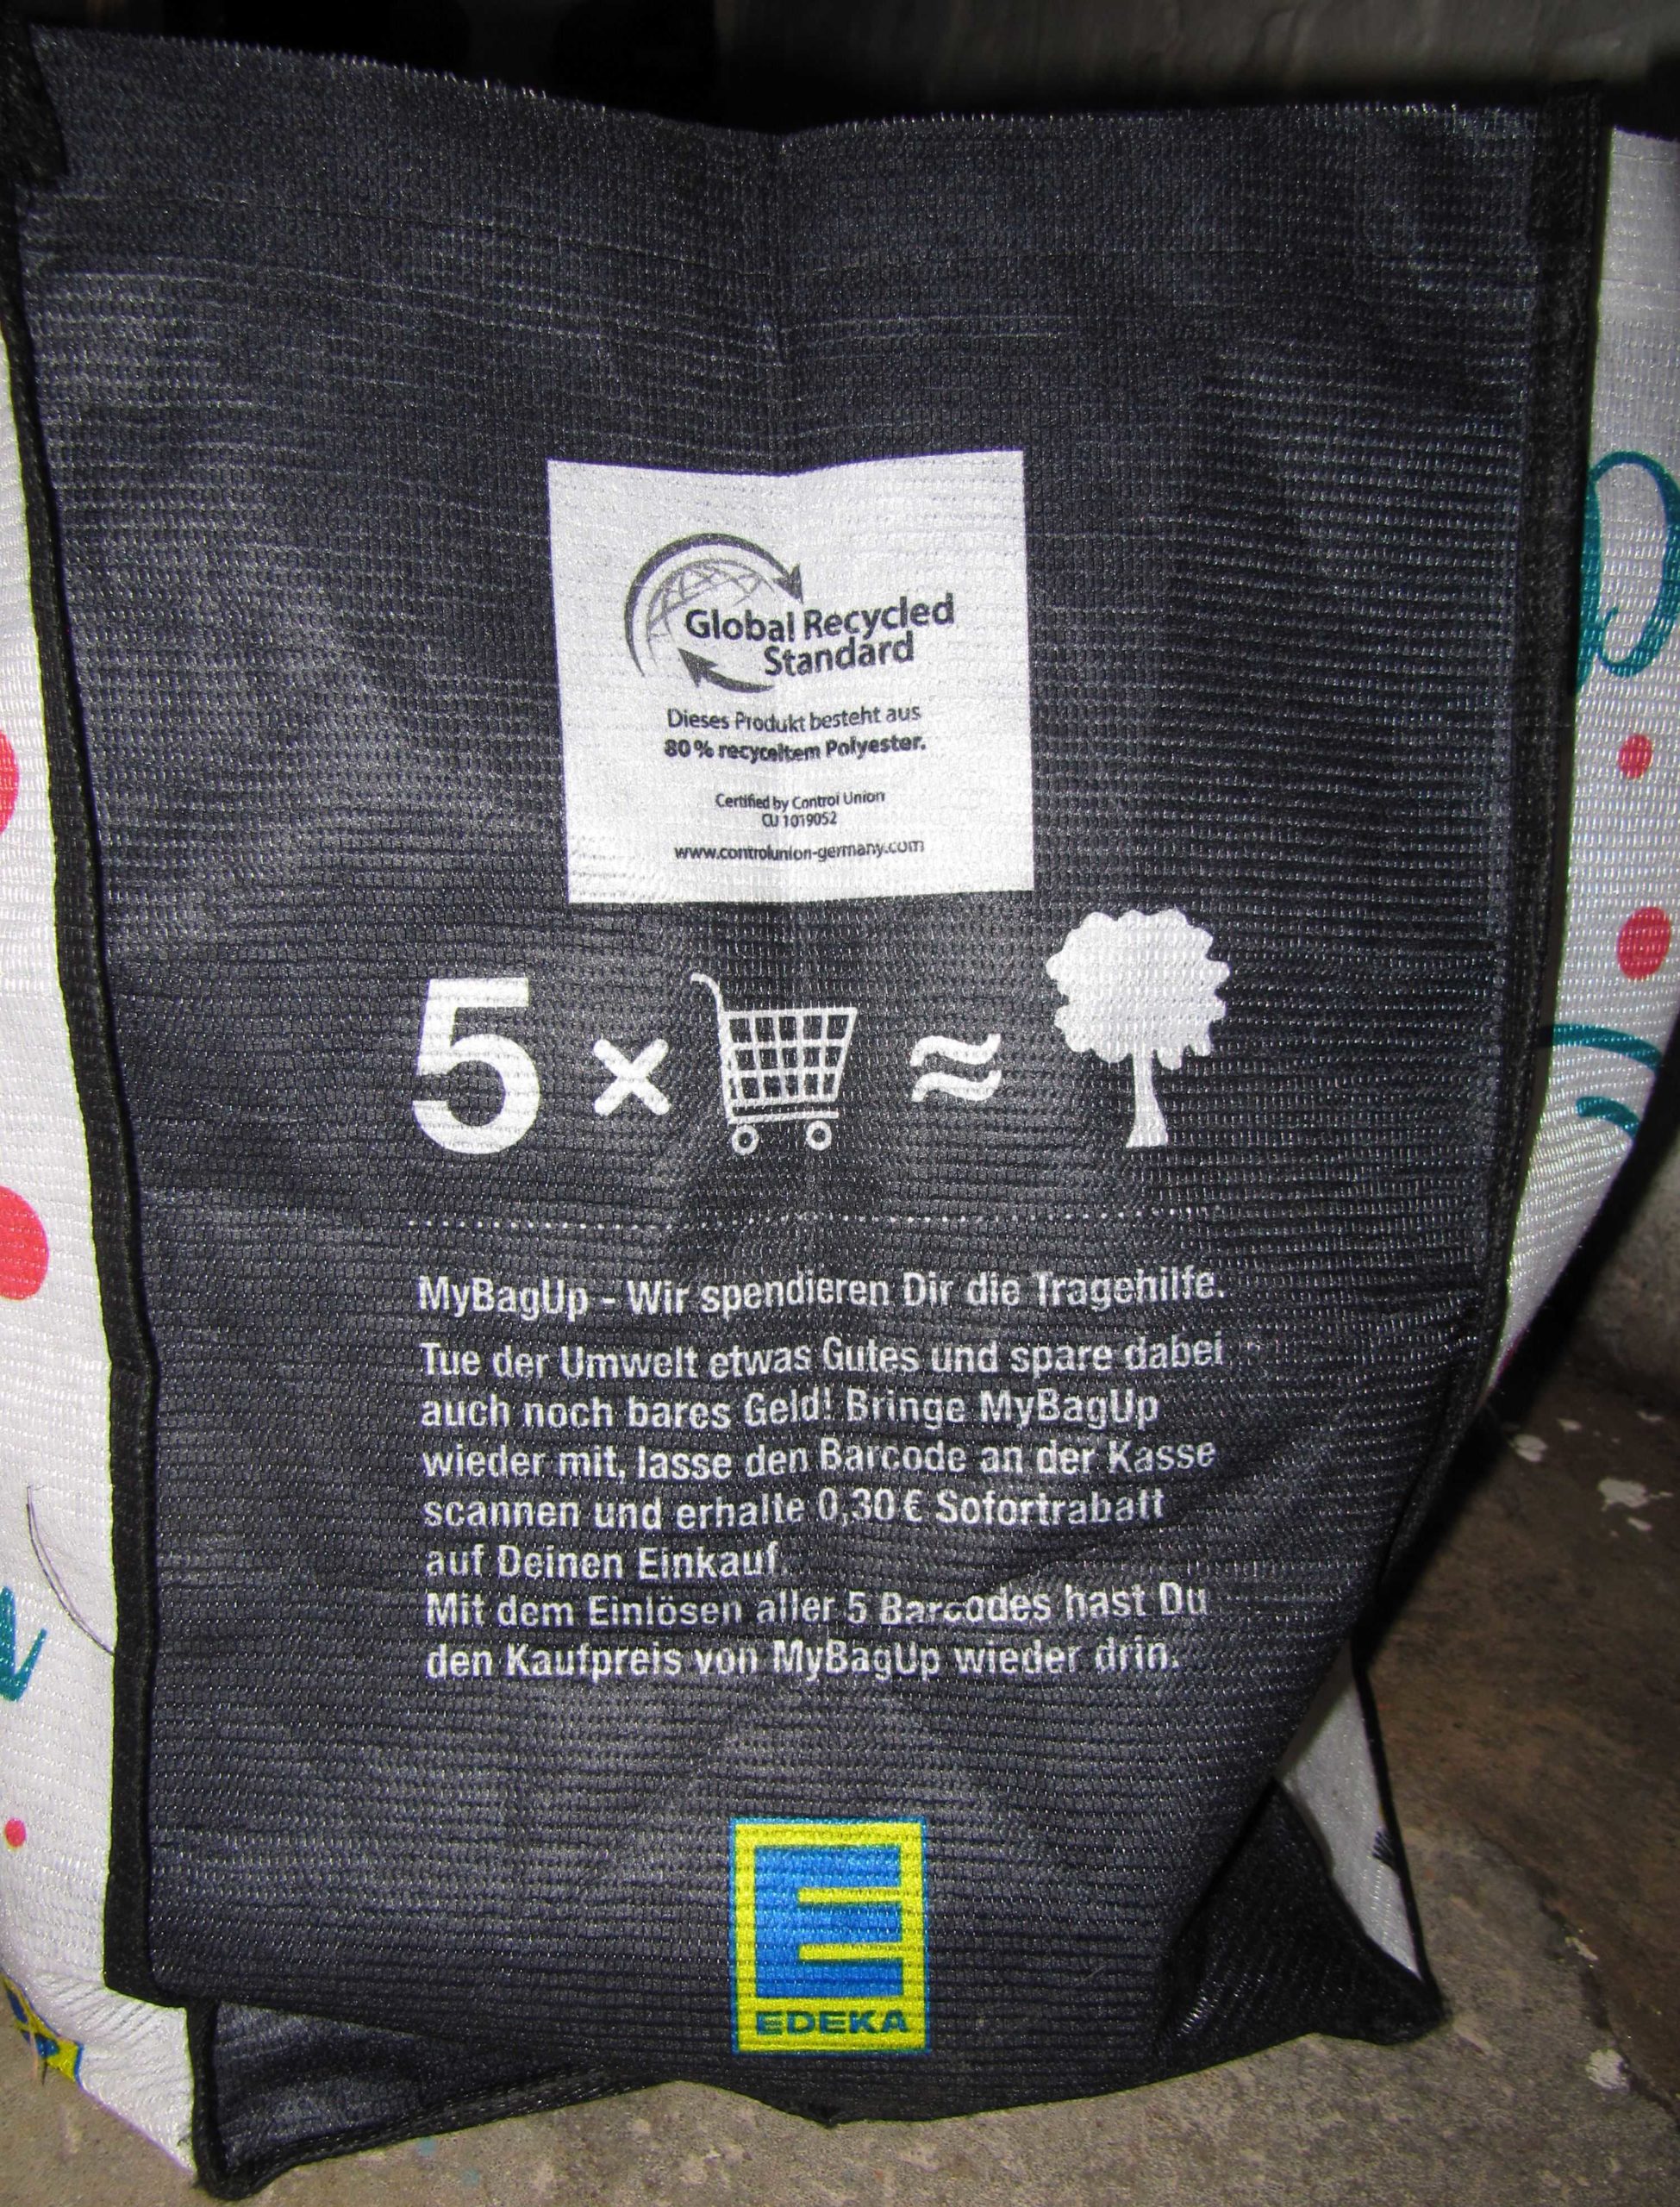 Global Recycled
Standard
Dieses Produkt besteht aus
80 % recyceltem Polyester.
Certified by Control Union
CU 1019052
www.controlunion-germany.com
5 × ≈
MyBagUp - Wir spendieren Dir die Tragehilfe.
Tue der Umwelt etwas Gutes und spare dabei
auch noch bares Geld! Bringe MyBagUp
wieder mit, lasse den Barcode an der Kasse
scannen und erhalte 0,30 € Sofortrabatt
auf Deinen Einkauf.
Mit dem Einlösen aller 5 Barcodes hast Du
den Kaufpreis von MyBagUp wieder drin.
E
EDEKA